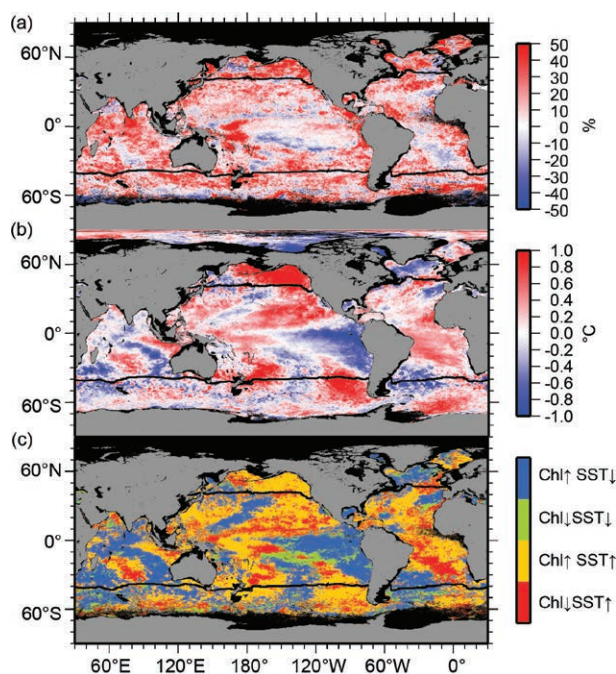 (a)
60°N
0°
60°S
50
40
30
20
10
0
-10
-20
-30
-40
-50
%
(b)
60°N
0°
60°S
1.0
0.8
0.6
0.4
0.2
0.0
-0.2
-0.4
-0.6
-0.8
-1.0
°C
(c)
60°N
0°
60°S
Chl↑ SST↓
Chl↓SST↓
Chl↑ SST↑
Chl↓SST↑
60°E 120°E 180° 120°W 60°W 0°